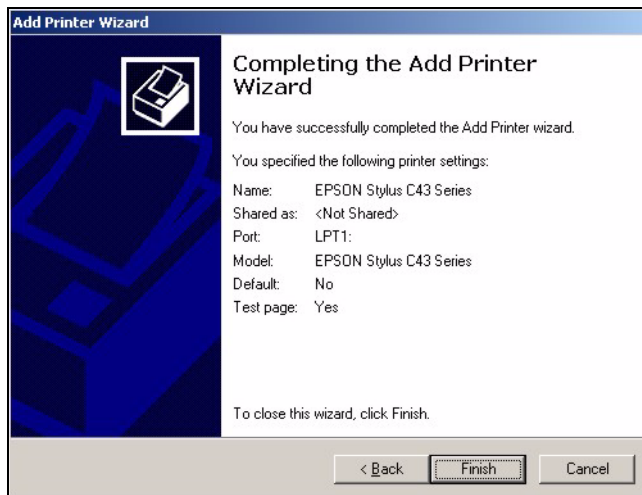 Add Printer Wizard
Completing the Add Printer
Wizard
You have successfully completed the Add Printer wizard.
You specified the following printer settings:
Name: EPSON Stylus C43 Series
Shared as: <Not Shared>
Port: LPT1:
Model: EPSON Stylus C43 Series
Default: No
Test page: Yes
To close this wizard, click Finish.
< Back Finish Cancel